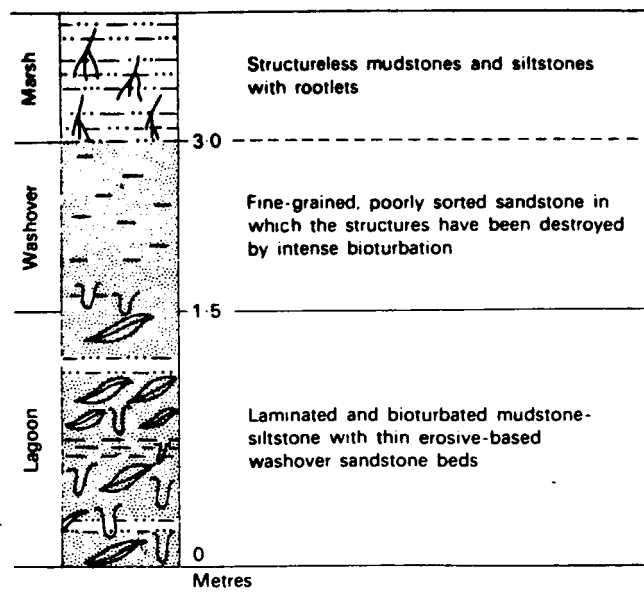 Marsh
Structureless mudstones and siltstones
with rootlets
3·0
Washover
Fine-grained, poorly sorted sandstone in
which the structures have been destroyed
by intense bioturbation
1·5
Lagoon
Laminated and bioturbated mudstone-
siltstone with thin erosive-based
washover sandstone beds
0
Metres